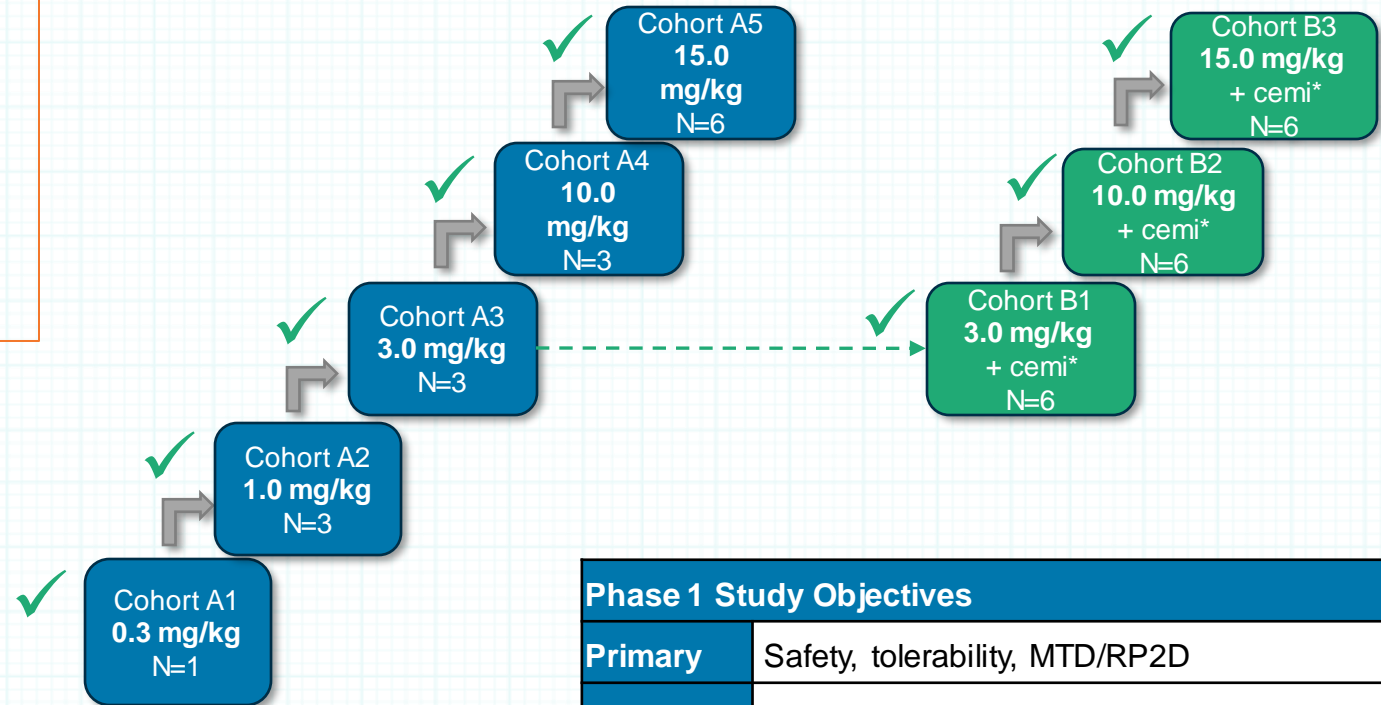 Cohort A5
15.0
mg/kg
N=6
Cohort B3
15.0 mg/kg
+ cemi*
N=6
Cohort A4
10.0
mg/kg
N=3
Cohort B2
10.0 mg/kg
+ cemi*
N=6
Cohort A3
3.0 mg/kg
N=3
Cohort B1
3.0 mg/kg
+ cemi*
N=6
Cohort A2
1.0 mg/kg
N=3
Cohort A1
0.3 mg/kg
N=1
Phase 1 Study Objectives
Primary Safety, tolerability, MTD/RP2D